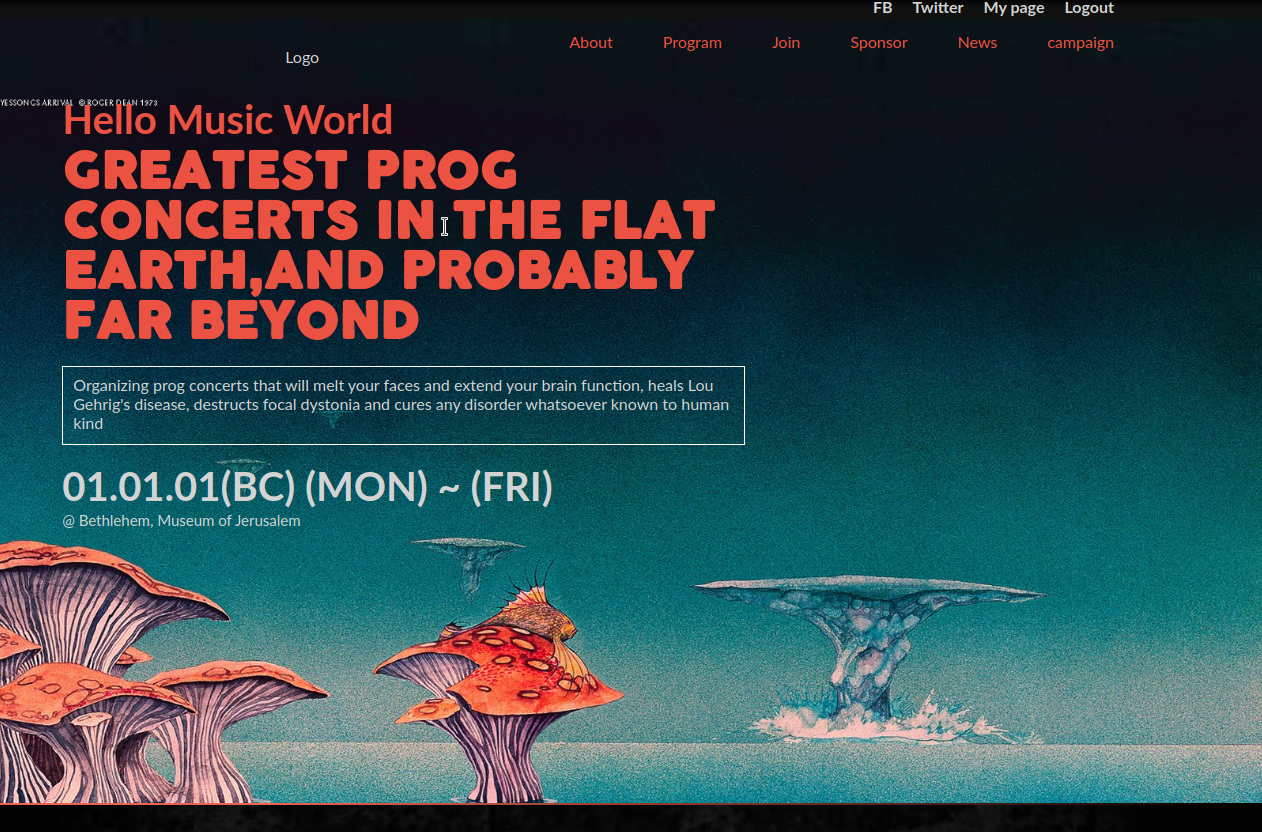 FB Twitter My page Logout
About Program Join Sponsor News campaign
Logo
YESSONGS ARRIVAL © ROGER DEAN 1973
Hello Music World
GREATEST PROG
CONCERTS IN THE FLAT
EARTH,AND PROBABLY
FAR BEYOND
Organizing prog concerts that will melt your faces and extend your brain function, heals Lou
Gehrig's disease, destructs focal dystonia and cures any disorder whatsoever known to human
kind
01.01.01(BC) (MON) ~ (FRI)
@ Bethlehem, Museum of Jerusalem